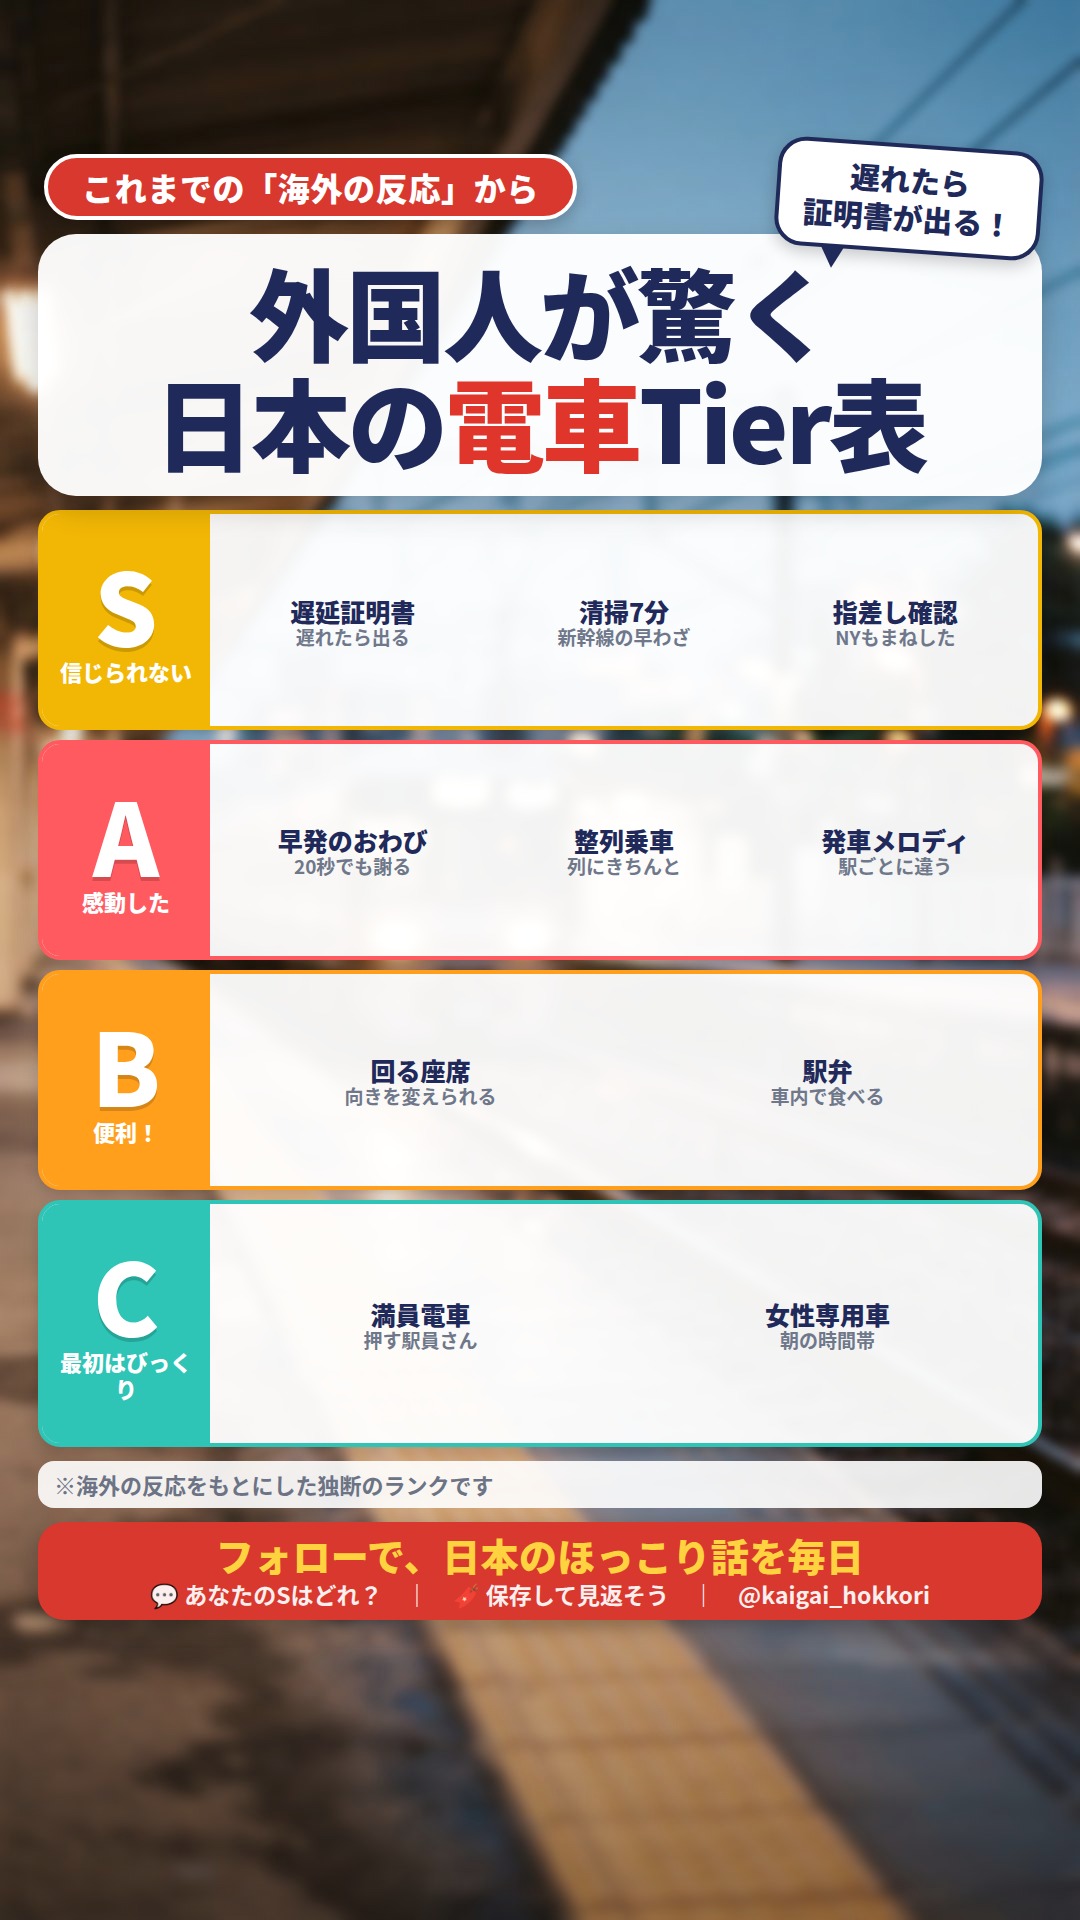 これまでの「海外の反応」から
遅れたら
証明書が出る！
外国人が驚く
日本の電車Tier表
S
信じられない
遅延証明書
遅れたら出る
清掃7分
新幹線の早わざ
指差し確認
NYもまねした
A
感動した
早発のおわび
20秒でも謝る
整列乗車
列にきちんと
発車メロディ
駅ごとに違う
B
便利！
回る座席
向きを変えられる
駅弁
車内で食べる
C
最初はびっく
り
満員電車
押す駅員さん
女性専用車
朝の時間帯
※海外の反応をもとにした独断のランクです
フォローで、日本のほっこり話を毎日
💬 あなたのSはどれ？ ｜ 🔖 保存して見返そう ｜ @kaigai_hokkori